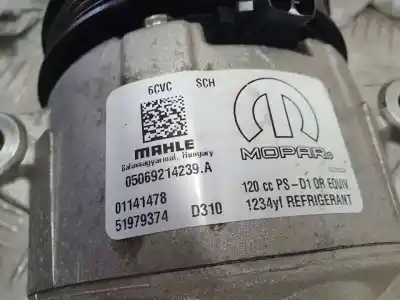 6CVC SCH
MAHLE
Balassagyarmat, Hungary
05069214239.A
01141478
51979374 D310
MOPAR®
120 cc PS-D1 OR EQUIV.
1234yf REFRIGERANT